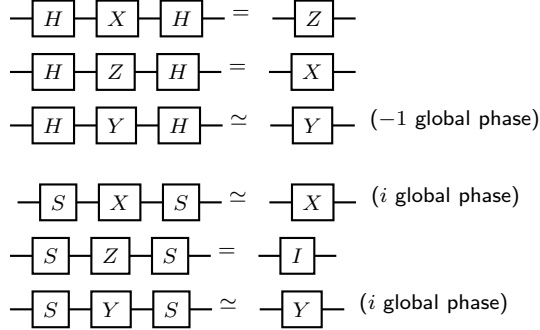 H X H = Z
H Z H = X
H Y H ≃ Y (−1 global phase)
S X S ≃ X (i global phase)
S Z S = I
S Y S ≃ Y (i global phase)